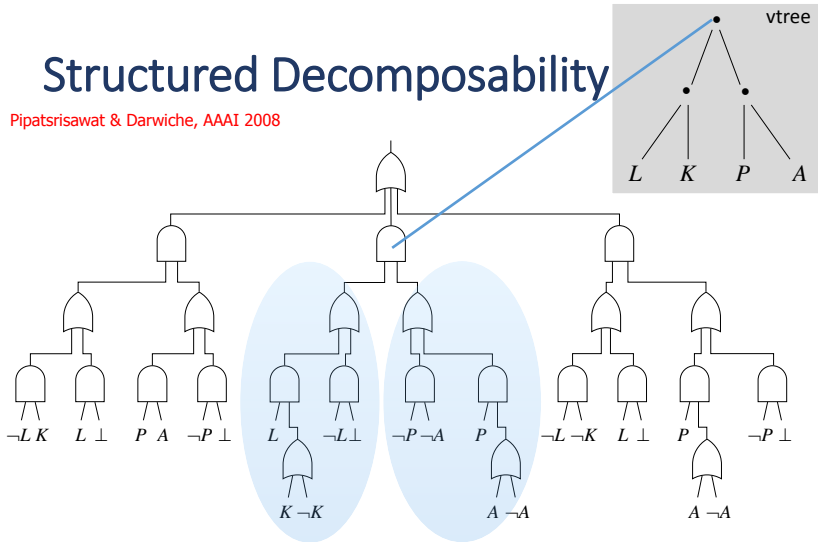 vtree
Structured Decomposability
Pipatsrisawat & Darwiche, AAAI 2008
L K P A
¬L K L ⊥ P A ¬P ⊥ L ¬L⊥ ¬P ¬A P ¬L ¬K L ⊥ P ¬P ⊥
K ¬K A ¬A A ¬A